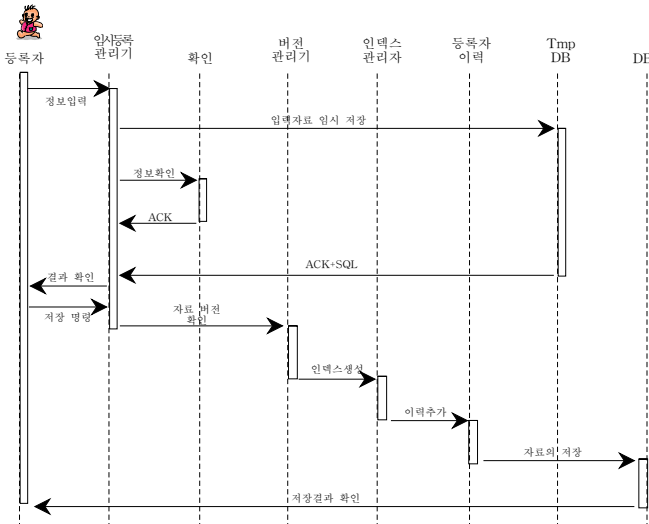 등록자
임시등록
관리기
확인
버전
관리기
인덱스
관리자
등록자
이력
Tmp
DB
DB
정보입력
입력자료 임시 저장
정보확인
ACK
ACK+SQL
결과 확인
저장 명령
자료 버전
확인
인덱스생성
이력추가
자료의 저장
저장결과 확인